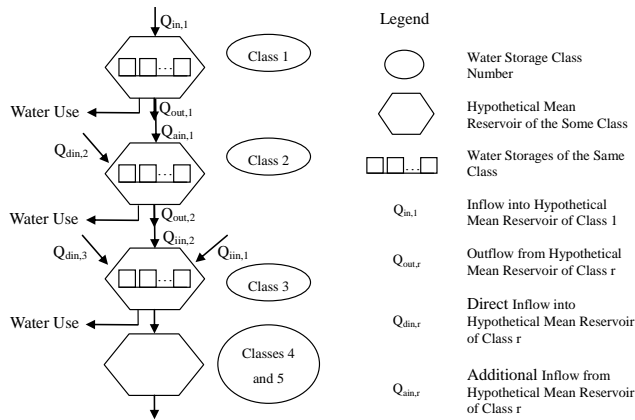 Q_in,1
Class 1
Water Use
Q_out,1
Q_ain,1
Q_din,2
Class 2
Water Use
Q_out,2
Q_iin,2
Q_din,3
Q_iin,1
Class 3
Water Use
Classes 4
and 5
Legend
Water Storage Class
Number
Hypothetical Mean
Reservoir of the Some Class
Water Storages of the Same
Class
Q_in,1
Inflow into Hypothetical
Mean Reservoir of Class 1
Q_out,r
Outflow from Hypothetical
Mean Reservoir of Class r
Q_din,r
Direct Inflow into
Hypothetical Mean Reservoir
of Class r
Q_ain,r
Additional Inflow from
Hypothetical Mean Reservoir
of Class r